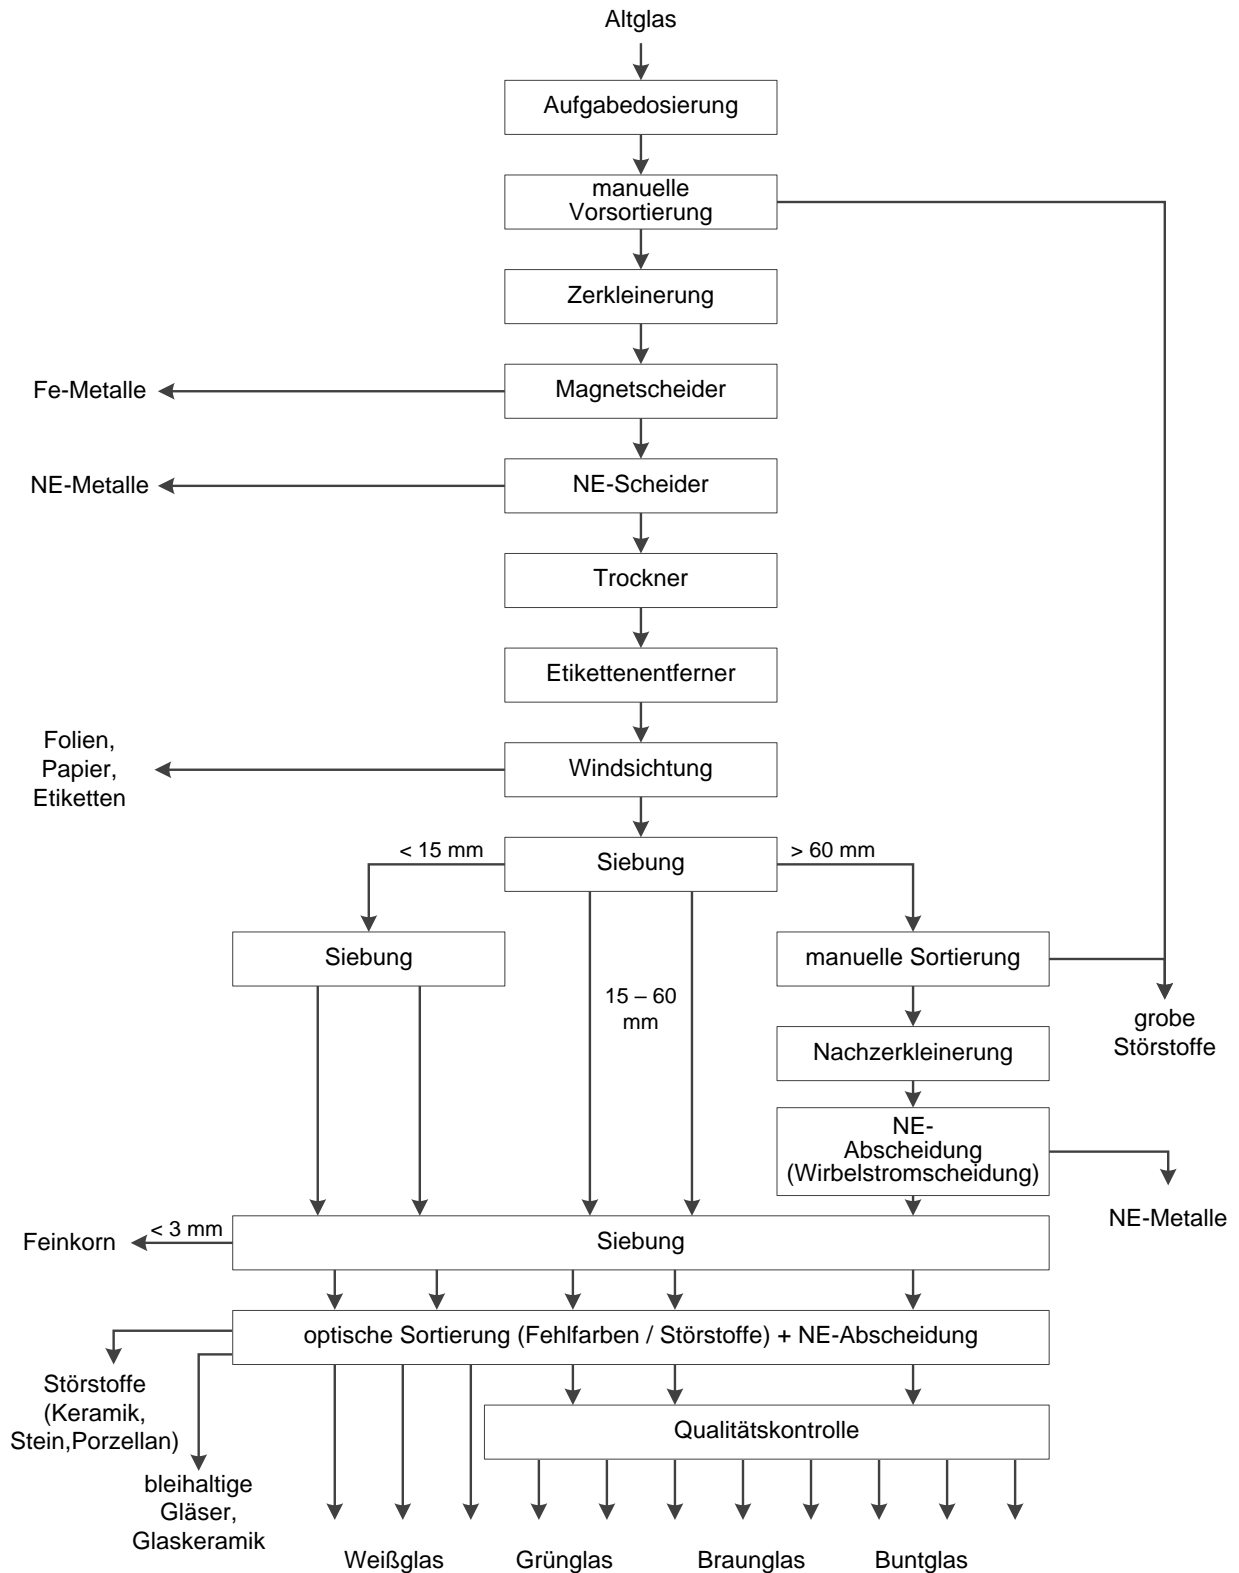 Altglas
Aufgabedosierung
manuelle
Vorsortierung
Zerkleinerung
Fe-Metalle
Magnetscheider
NE-Metalle
NE-Scheider
Trockner
Etikettenentferner
Folien,
Papier,
Etiketten
Windsichtung
< 15 mm
Siebung
> 60 mm
Siebung
manuelle Sortierung
15 – 60
mm
grobe
Störstoffe
Nachzerkleinerung
NE-
Abscheidung
(Wirbelstromscheidung)
NE-Metalle
Feinkorn
< 3 mm
Siebung
optische Sortierung (Fehlfarben / Störstoffe) + NE-Abscheidung
Störstoffe
(Keramik,
Stein,Porzellan)
Qualitätskontrolle
bleihaltige
Gläser,
Glaskeramik
Weißglas
Grünglas
Braunglas
Buntglas